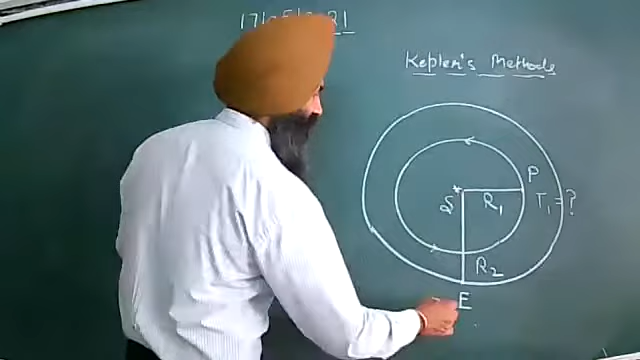 Kepler's Methods
P
S R₁ T₁ = ?
R₂
E